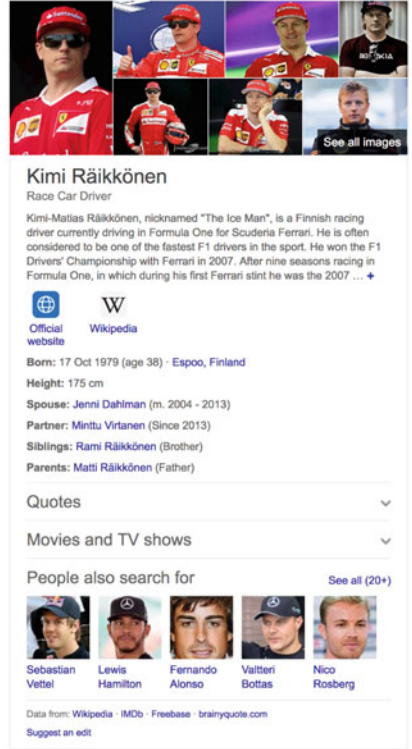 See all images
Kimi Räikkönen
Race Car Driver
Kimi-Matias Räikkönen, nicknamed "The Ice Man", is a Finnish racing
driver currently driving in Formula One for Scuderia Ferrari. He is often
considered to be one of the fastest F1 drivers in the sport. He won the F1
Drivers' Championship with Ferrari in 2007. After nine seasons racing in
Formula One, in which during his first Ferrari stint he was the 2007 ... +
W
Official
website
Wikipedia
Born: 17 Oct 1979 (age 38) · Espoo, Finland
Height: 175 cm
Spouse: Jenni Dahlman (m. 2004 - 2013)
Partner: Minttu Virtanen (Since 2013)
Siblings: Rami Räikkönen (Brother)
Parents: Matti Räikkönen (Father)
Quotes
Movies and TV shows
People also search for
See all (20+)
Sebastian
Vettel
Lewis
Hamilton
Fernando
Alonso
Valtteri
Bottas
Nico
Rosberg
Data from: Wikipedia · IMDb · Freebase · brainyquote.com
Suggest an edit